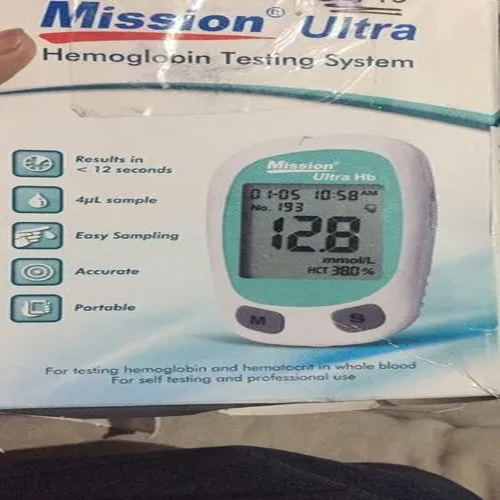 Mission® Ultra
Hemoglobin Testing System
Results in
< 12 seconds
4µL sample
Easy Sampling
Accurate
Portable
Mission®
Ultra Hb
01-05 10:58 AM
No. 193
12.8
mmol/L
HCT 38.0 %
M
S
For testing hemoglobin and hematocrit in whole blood
For self testing and professional use